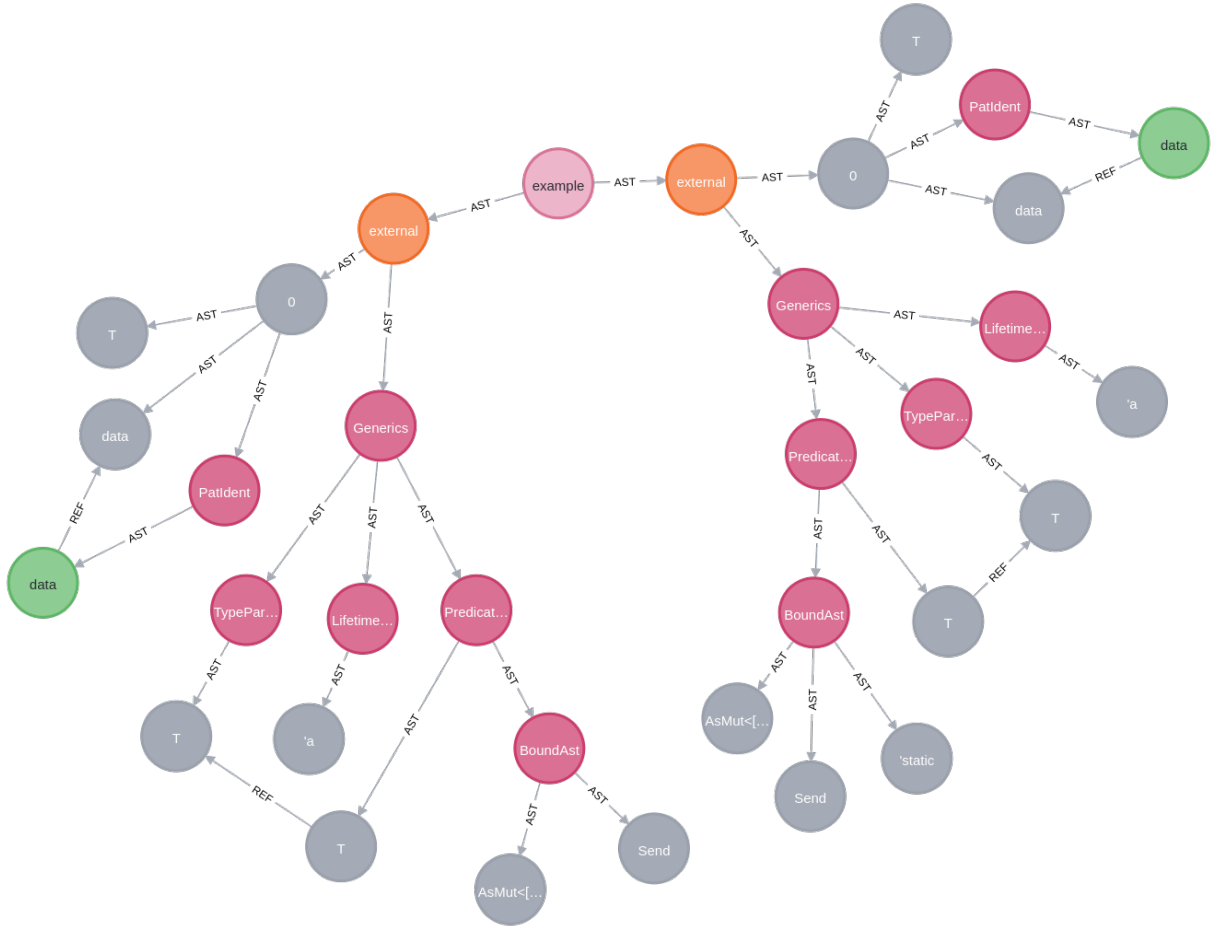 T
AST
PatIdent
AST
data
AST
REF
data
AST
0
AST
external
AST
example
AST
external
AST
AST
0
AST
T
AST
data
AST
PatIdent
AST
REF
data
AST
Generics
AST
TypePar...
AST
Lifetime...
AST
Predicat...
AST
T
AST
'a
AST
BoundAst
AST
T
REF
AST
AsMut<[...
AST
Send
AST
Generics
AST
Lifetime...
AST
'a
AST
TypePar...
AST
T
AST
Predicat...
AST
T
REF
AST
BoundAst
AST
AsMut<[...
AST
Send
AST
'static